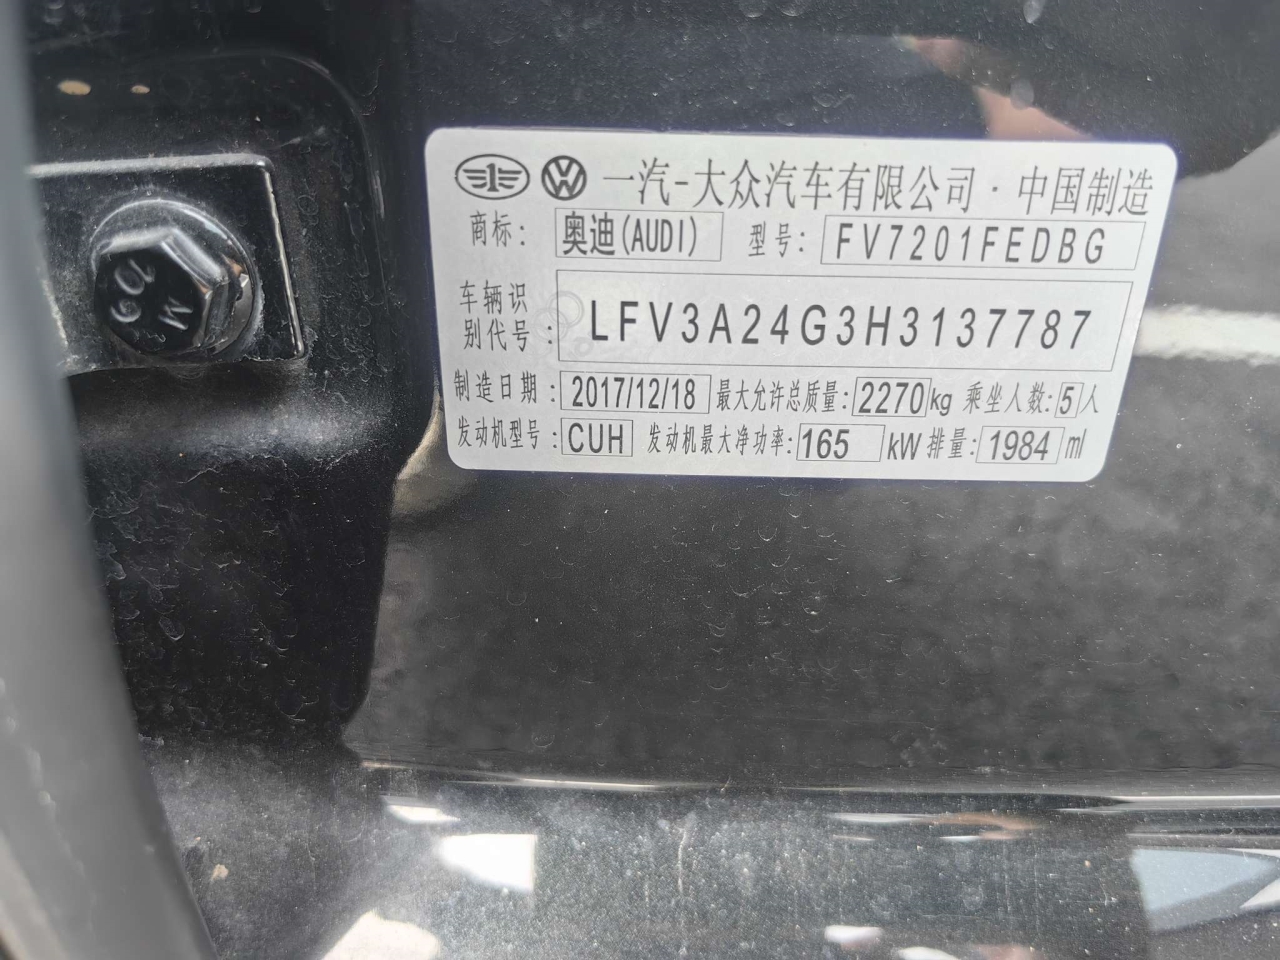 一汽-大众汽车有限公司·中国制造
商标: 奥迪(AUDI) 型号: FV7201FEDBG
车辆识别代号: LFV3A24G3H3137787
制造日期: 2017/12/18 最大允许总质量: 2270kg 乘坐人数: 5人
发动机型号: CUH 发动机最大净功率: 165 kW 排量: 1984 ml
109
M